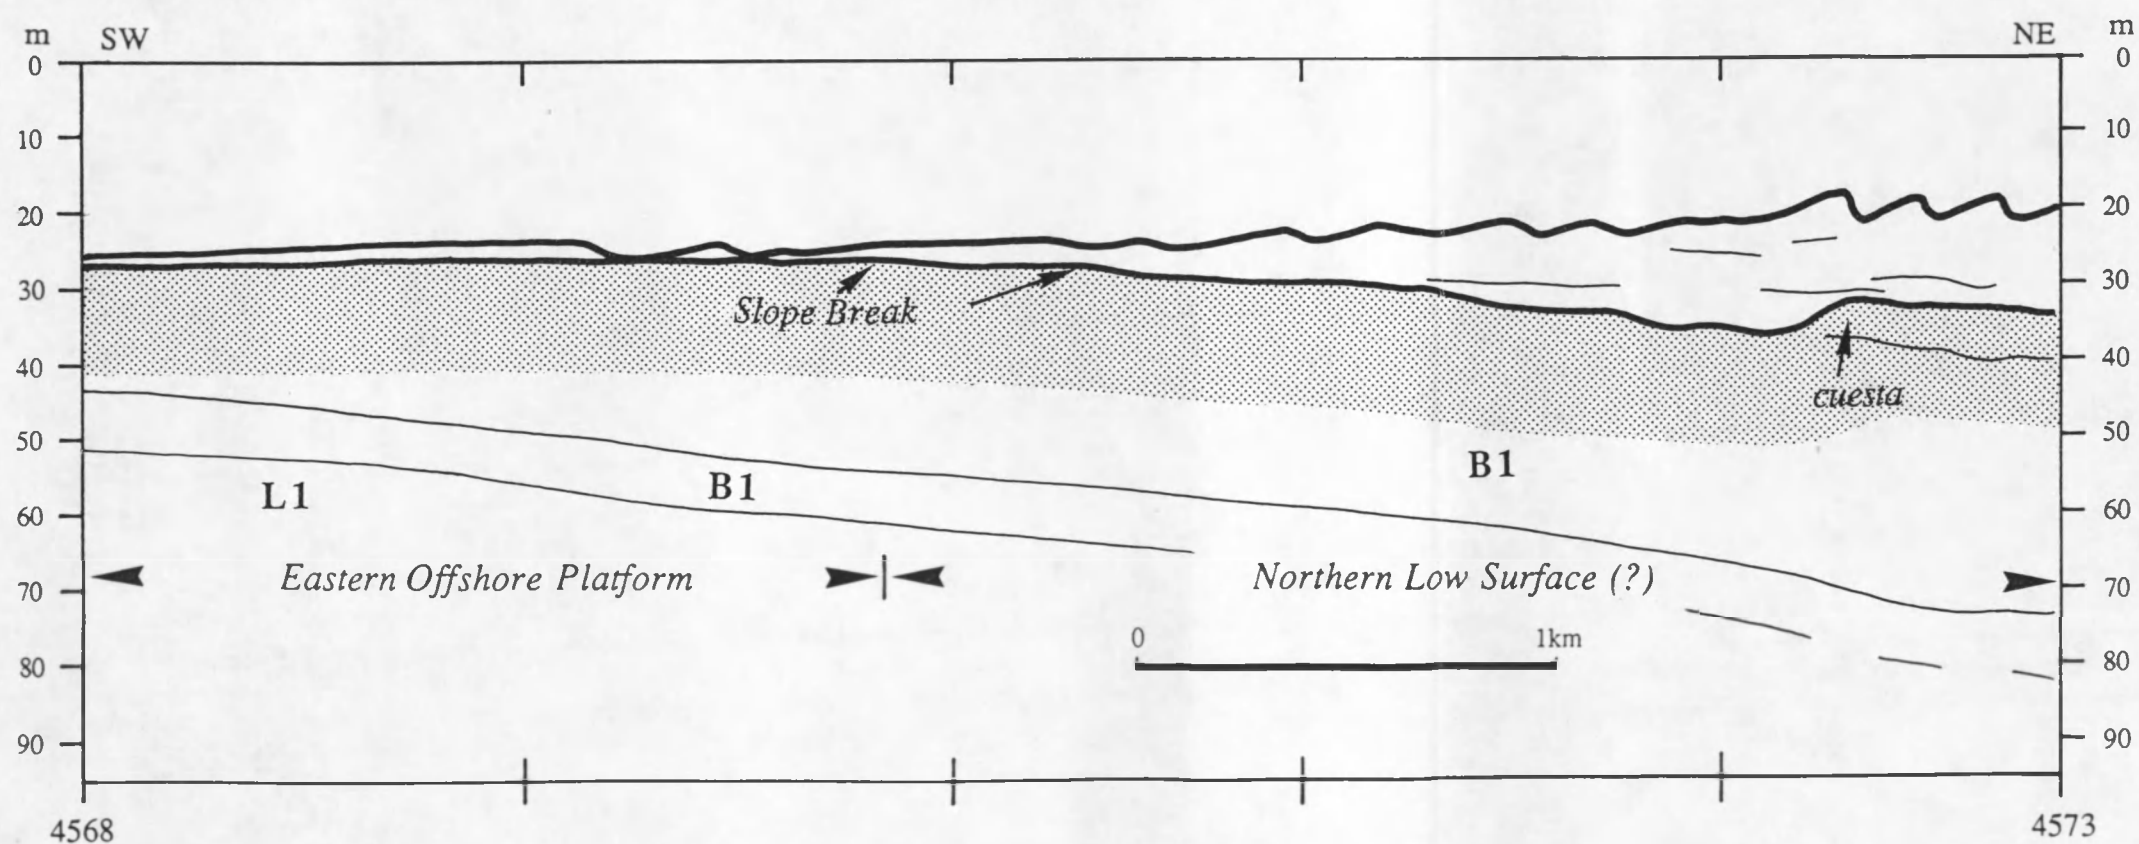 m SW NE m
0 0
10 10
20 20
30 30
Slope Break
40 40
cuesta
50 50
B1
L1 B1
60 60
Eastern Offshore Platform Northern Low Surface (?)
70 70
0 1km
80 80
90 90
4568 4573